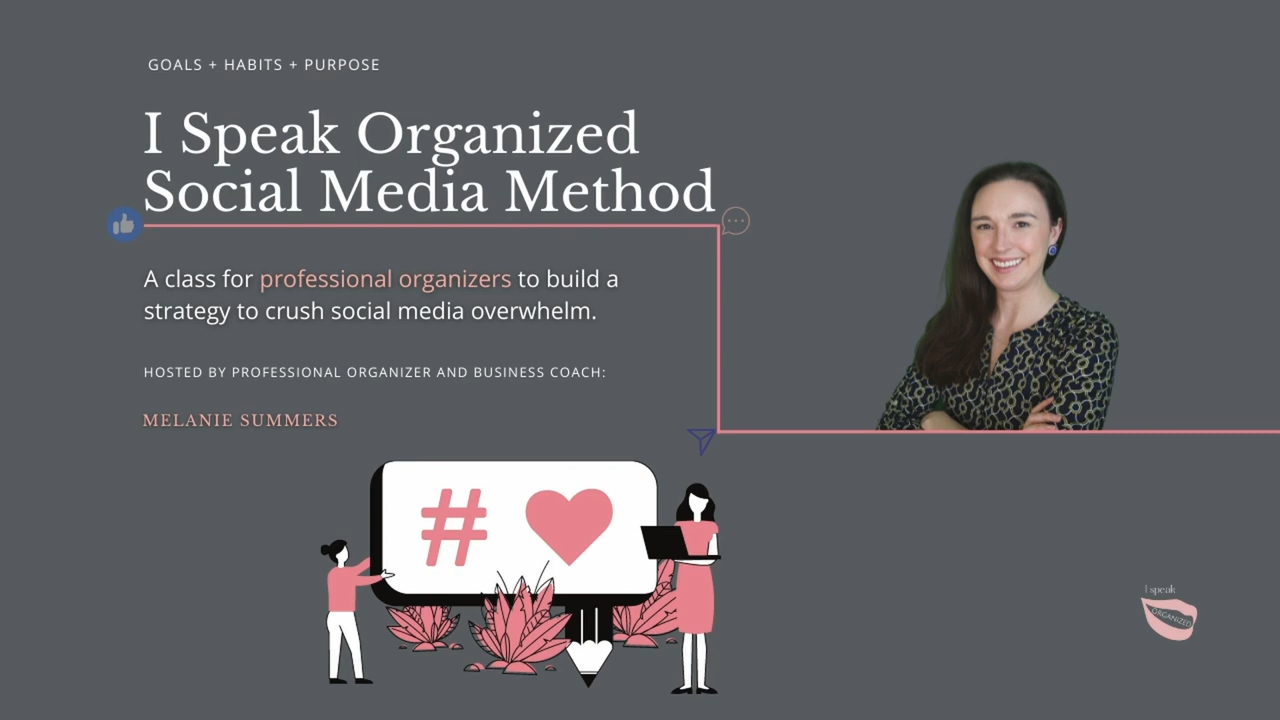 GOALS + HABITS + PURPOSE
I Speak Organized
Social Media Method
A class for professional organizers to build a
strategy to crush social media overwhelm.
HOSTED BY PROFESSIONAL ORGANIZER AND BUSINESS COACH:
MELANIE SUMMERS
#
I speak
ORGANIZED